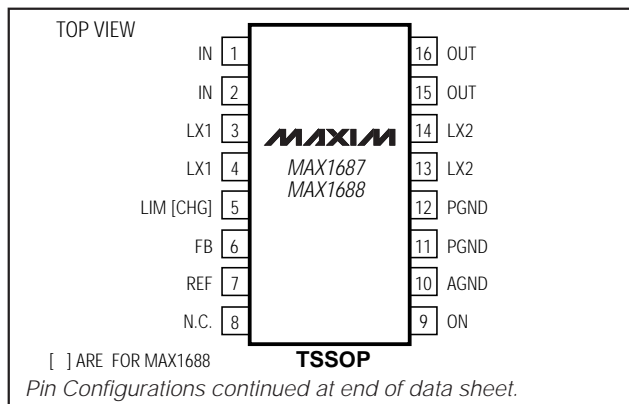 TOP VIEW
IN 1 16 OUT
IN 2 15 OUT
LX1 3 14 LX2
MAXIM
LX1 4 13 LX2
MAX1687
MAX1688
LIM [CHG] 5 12 PGND
FB 6 11 PGND
REF 7 10 AGND
N.C. 8 9 ON
[ ] ARE FOR MAX1688
TSSOP
Pin Configurations continued at end of data sheet.